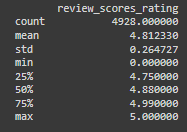 review_scores_rating
count 4928.000000
mean 4.812330
std 0.264727
min 0.000000
25% 4.750000
50% 4.880000
75% 4.990000
max 5.000000